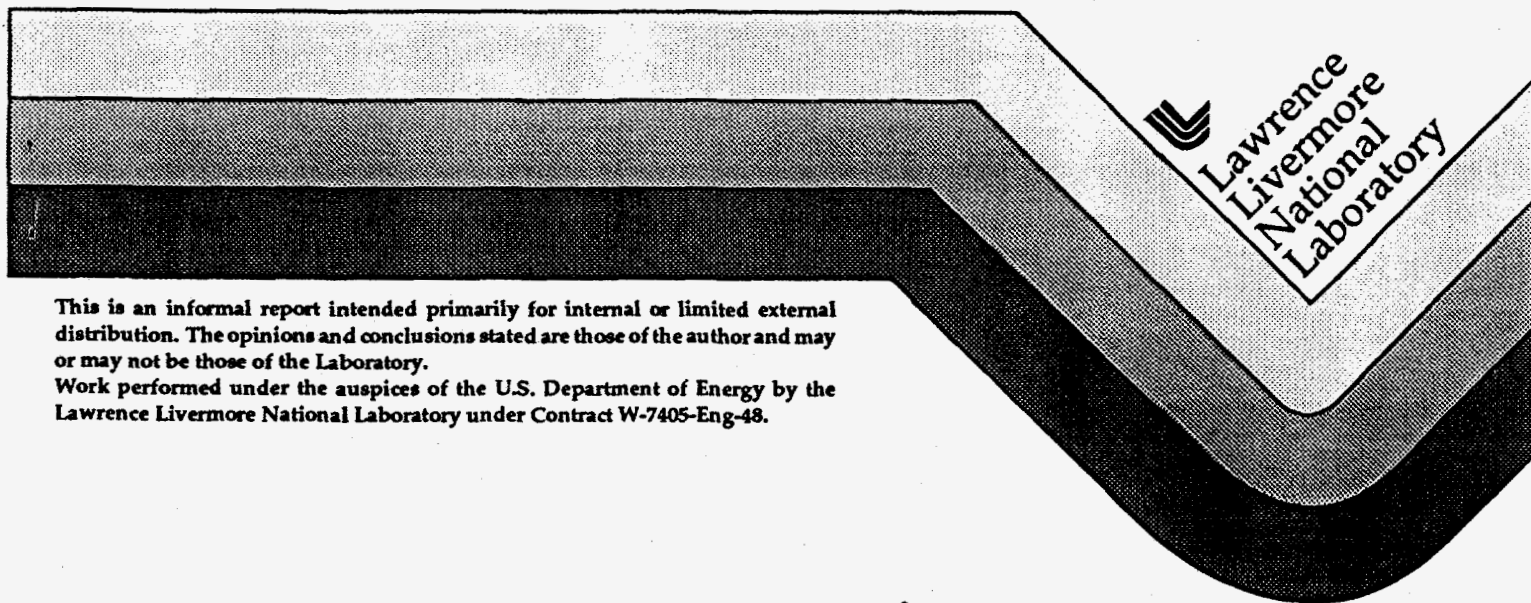 Lawrence
Livermore
National
Laboratory
This is an informal report intended primarily for internal or limited external
distribution. The opinions and conclusions stated are those of the author and may
or may not be those of the Laboratory.
Work performed under the auspices of the U.S. Department of Energy by the
Lawrence Livermore National Laboratory under Contract W-7405-Eng-48.